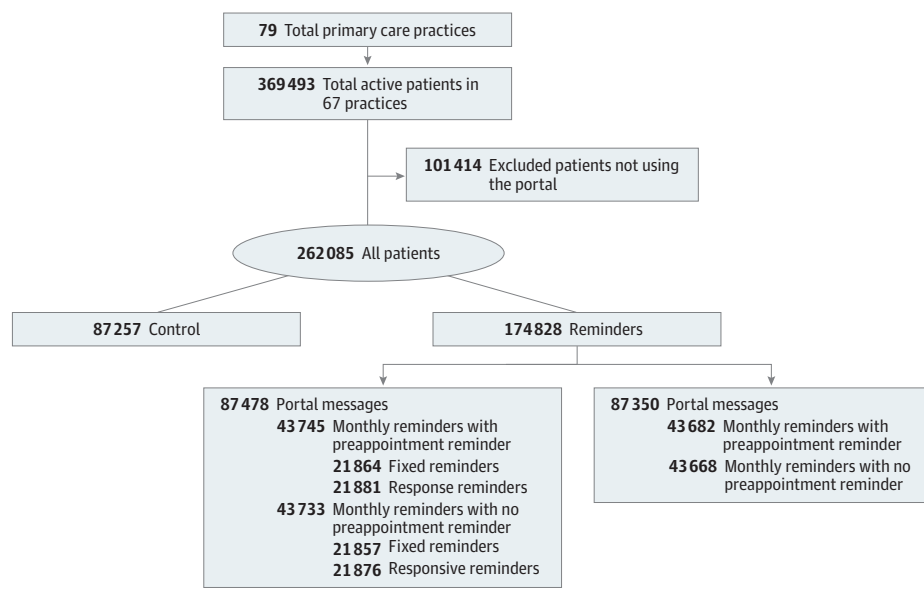 79 Total primary care practices
369493 Total active patients in
67 practices
101414 Excluded patients not using
the portal
262085 All patients
87257 Control
174828 Reminders
87478 Portal messages
43745 Monthly reminders with
preappointment reminder
21864 Fixed reminders
21881 Response reminders
43733 Monthly reminders with no
preappointment reminder
21857 Fixed reminders
21876 Responsive reminders
87350 Portal messages
43682 Monthly reminders with
preappointment reminder
43668 Monthly reminders with no
preappointment reminder